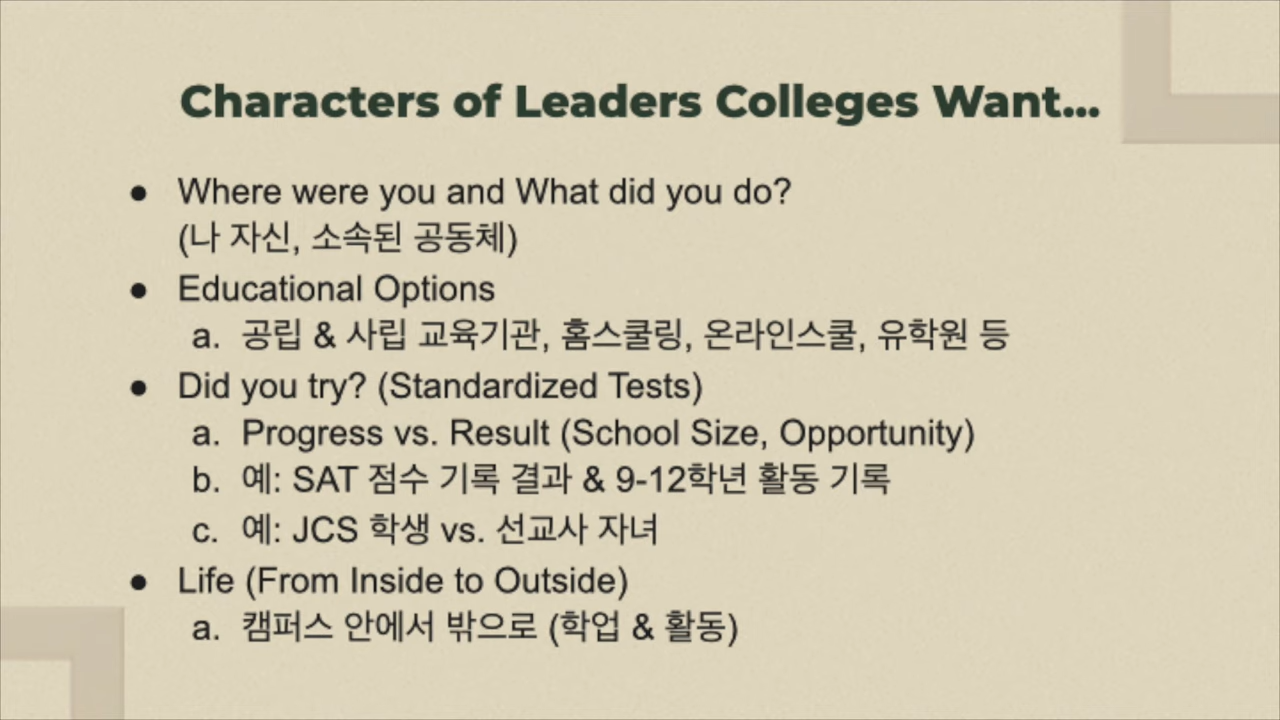 Characters of Leaders Colleges Want...
● Where were you and What did you do?
(나 자신, 소속된 공동체)
● Educational Options
a. 공립 & 사립 교육기관, 홈스쿨링, 온라인스쿨, 유학원 등
● Did you try? (Standardized Tests)
a. Progress vs. Result (School Size, Opportunity)
b. 예: SAT 점수 기록 결과 & 9-12학년 활동 기록
c. 예: JCS 학생 vs. 선교사 자녀
● Life (From Inside to Outside)
a. 캠퍼스 안에서 밖으로 (학업 & 활동)